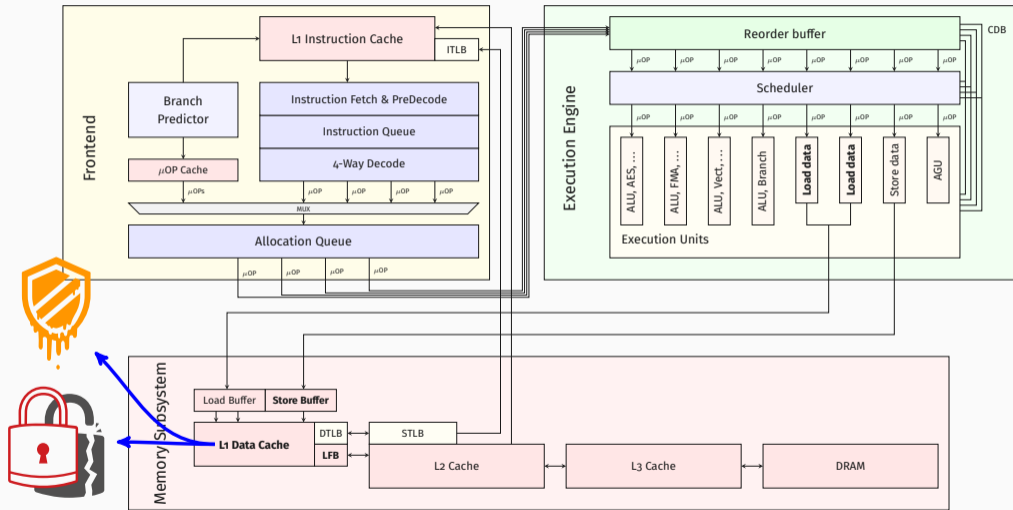 Frontend
L1 Instruction Cache
ITLB
Branch
Predictor
Instruction Fetch & PreDecode
Instruction Queue
4-Way Decode
μOP Cache
μOPs
μOP
μOP
μOP
μOP
MUX
Allocation Queue
μOP
μOP
μOP
μOP
Execution Engine
Reorder buffer
CDB
μOP
μOP
μOP
μOP
μOP
μOP
μOP
μOP
Scheduler
μOP
μOP
μOP
μOP
μOP
μOP
μOP
μOP
ALU, AES, …
ALU, FMA, …
ALU, Vect, …
ALU, Branch
Load data
Load data
Store data
AGU
Execution Units
Memory Subsystem
Load Buffer
Store Buffer
L1 Data Cache
DTLB
LFB
STLB
L2 Cache
L3 Cache
DRAM